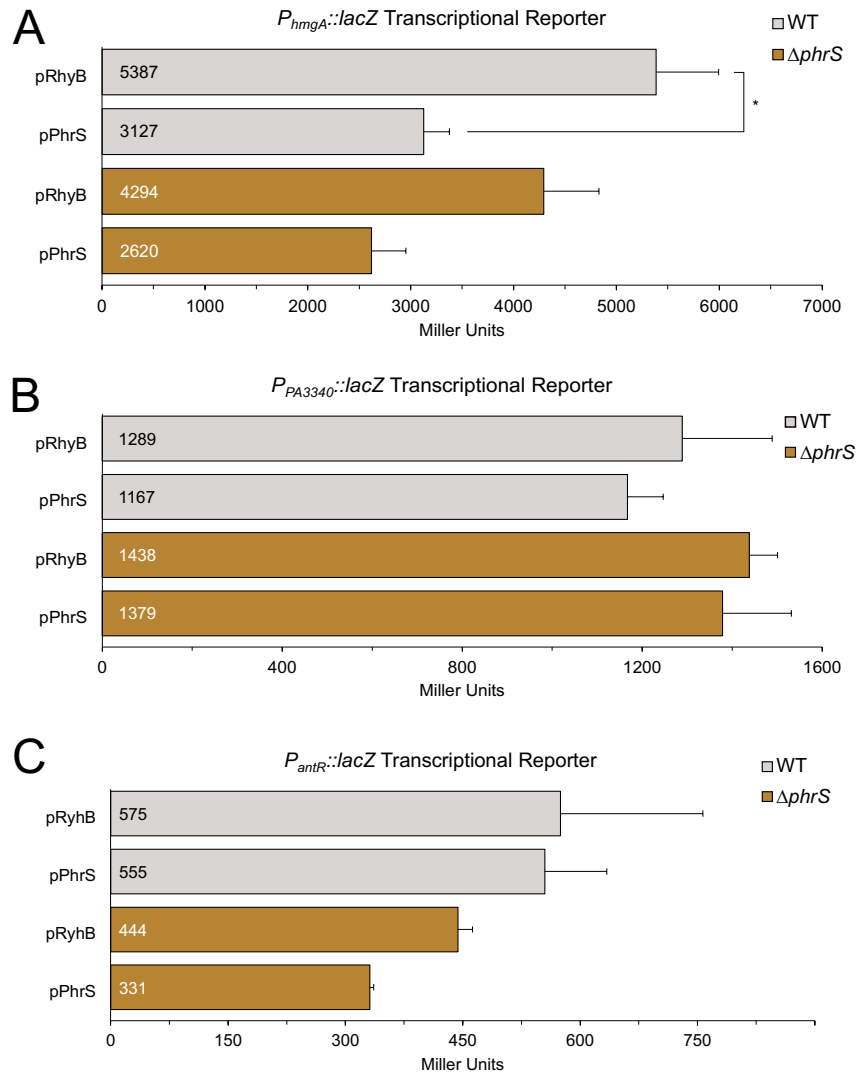 A
P_hmgA::lacZ Transcriptional Reporter
WT
ΔphrS
pRhyB
5387
*
pPhrS
3127
pRhyB
4294
pPhrS
2620
0 1000 2000 3000 4000 5000 6000 7000
Miller Units
B
P_PA3340::lacZ Transcriptional Reporter
WT
ΔphrS
pRhyB
1289
pPhrS
1167
pRhyB
1438
pPhrS
1379
0 400 800 1200 1600
Miller Units
C
P_antR::lacZ Transcriptional Reporter
WT
ΔphrS
pRyhB
575
pPhrS
555
pRyhB
444
pPhrS
331
0 150 300 450 600 750
Miller Units